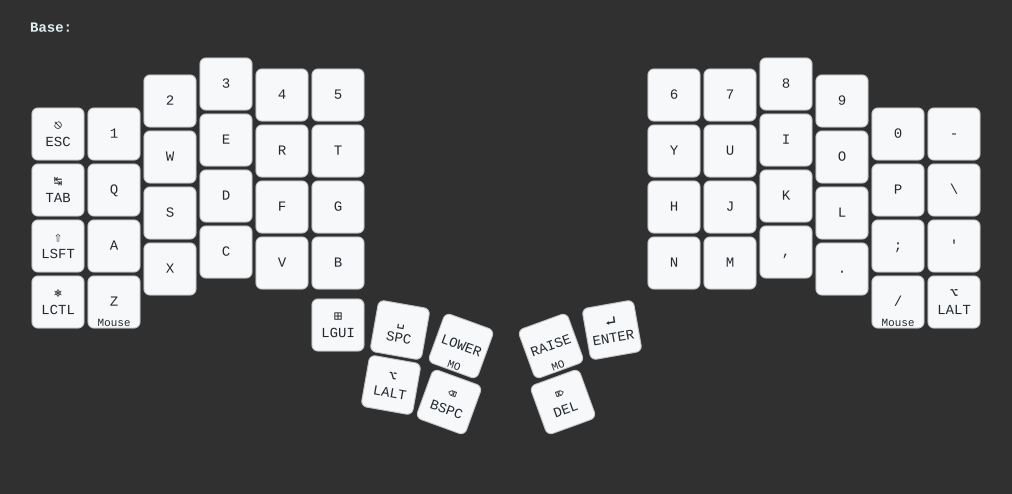 Base:
3 8
4 5 6 7
2 9
⎋ ESC 1 0 -
E I
R T Y U
W O
↹ TAB Q P \
D K
F G H J
S L
⇧ LSFT A ; '
C ,
V B N M
X .
⎈ LCTL Z / ⌥ LALT
Mouse Mouse
⊞ LGUI ␣ SPC LOWER RAISE ↵ ENTER
MO MO
⌥ LALT ⌫ BSPC ⌦ DEL